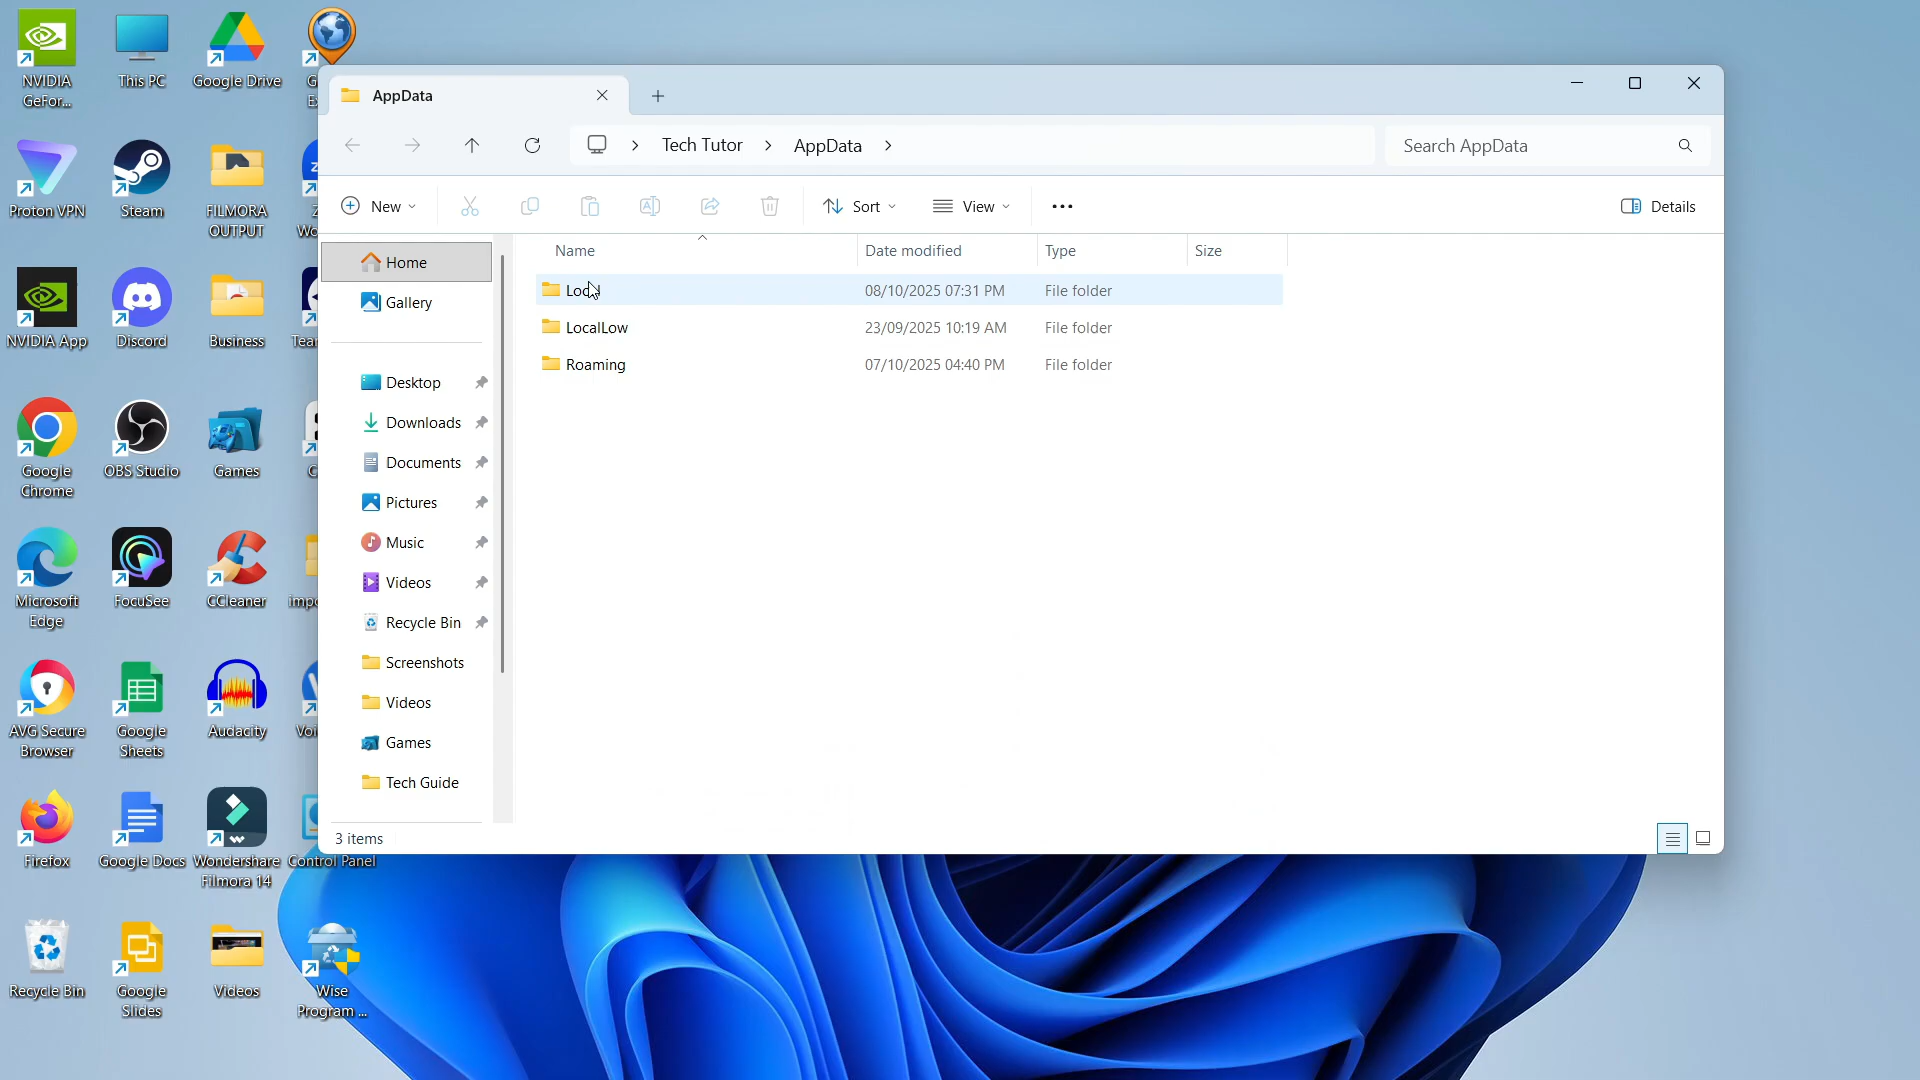 NVIDIA
GeFor...
This PC
Google Drive
Proton VPN
Steam
FILMORA
OUTPUT
NVIDIA App
Discord
Business
Google
Chrome
OBS Studio
Games
Microsoft
Edge
FocuSee
CCleaner
AVG Secure
Browser
Google
Sheets
Audacity
Firefox
Google Docs
Wondershare
Filmora 14
Control Panel
Recycle Bin
Google
Slides
Videos
Wise
Program ...
AppData
Tech Tutor
AppData
Search AppData
New
Sort
View
Details
Name
Date modified
Type
Size
Home
Gallery
Desktop
Downloads
Documents
Pictures
Music
Videos
Recycle Bin
Screenshots
Videos
Games
Tech Guide
Local 08/10/2025 07:31 PM File folder
LocalLow 23/09/2025 10:19 AM File folder
Roaming 07/10/2025 04:40 PM File folder
3 items